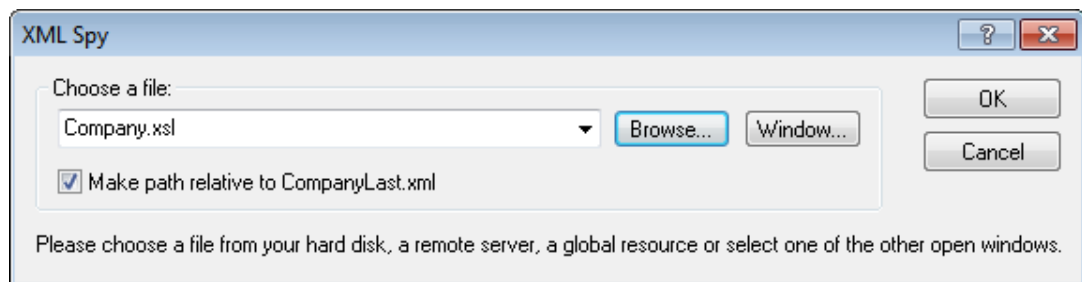 XML Spy
?
Choose a file:
Company.xsl
Browse...
Window...
OK
Cancel
Make path relative to CompanyLast.xml
Please choose a file from your hard disk, a remote server, a global resource or select one of the other open windows.